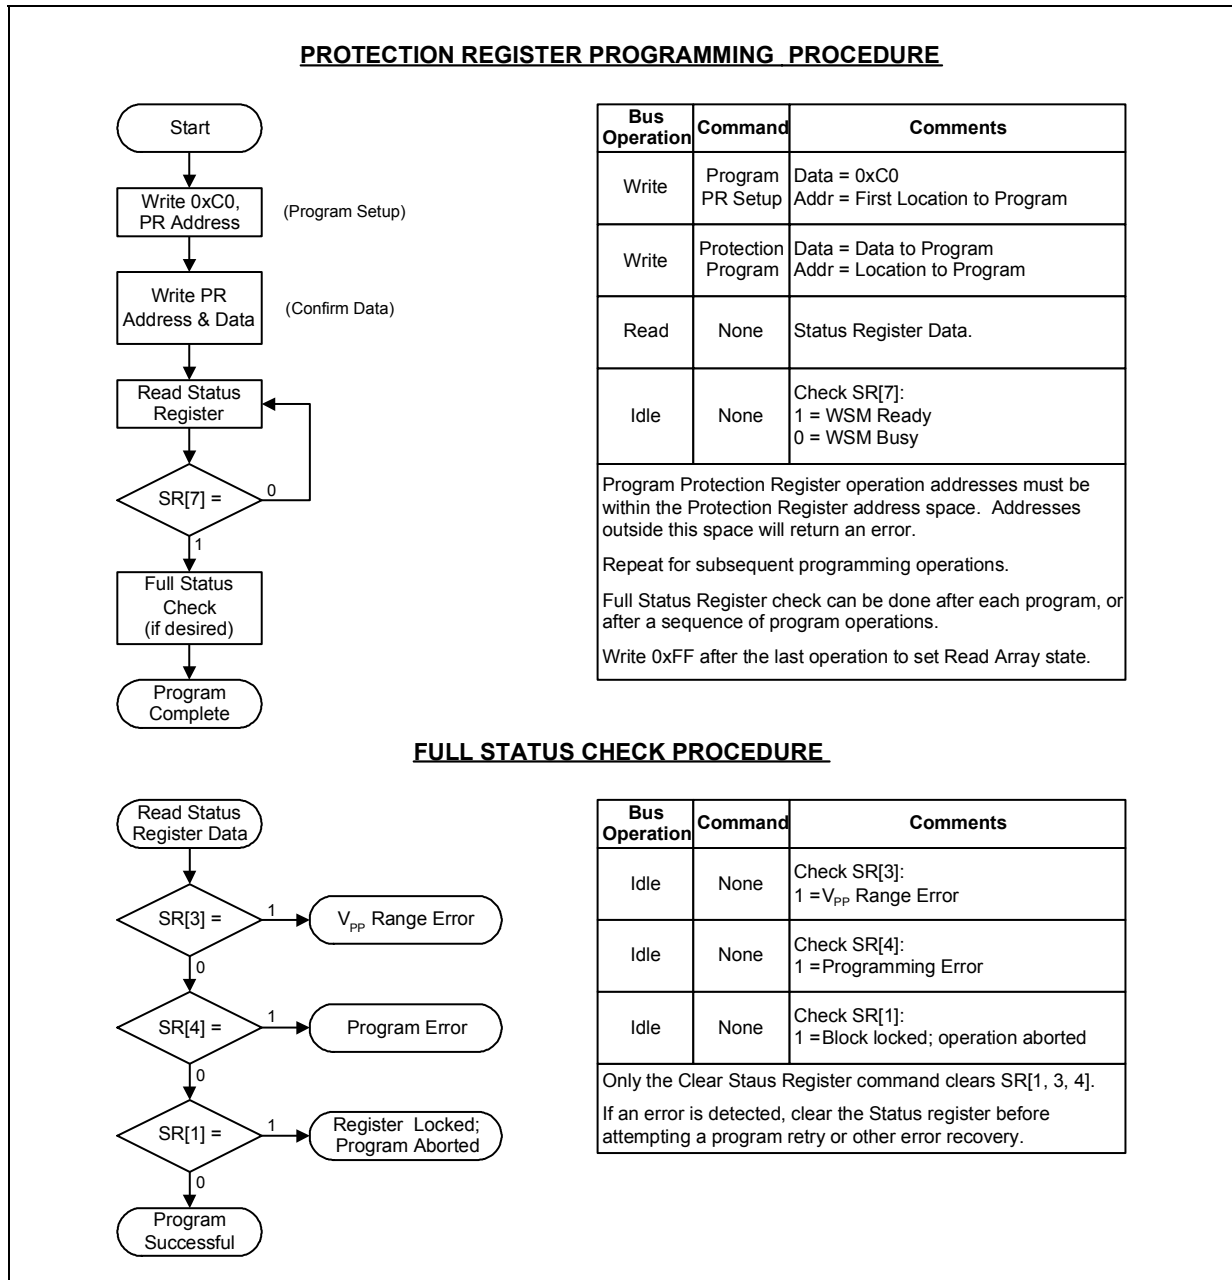 PROTECTION REGISTER PROGRAMMING PROCEDURE
Start
Write 0xC0,
PR Address
(Program Setup)
Write PR
Address & Data
(Confirm Data)
Read Status
Register
SR[7] =
0
1
Full Status
Check
(if desired)
Program
Complete
Bus
Operation
Command
Comments
Write
Program
PR Setup
Data = 0xC0
Addr = First Location to Program
Write
Protection
Program
Data = Data to Program
Addr = Location to Program
Read
None
Status Register Data.
Idle
None
Check SR[7]:
1 = WSM Ready
0 = WSM Busy
Program Protection Register operation addresses must be
within the Protection Register address space. Addresses
outside this space will return an error.
Repeat for subsequent programming operations.
Full Status Register check can be done after each program, or
after a sequence of program operations.
Write 0xFF after the last operation to set Read Array state.
FULL STATUS CHECK PROCEDURE
Read Status
Register Data
SR[3] =
1
VPP Range Error
0
SR[4] =
1
Program Error
0
SR[1] =
1
Register Locked;
Program Aborted
0
Program
Successful
Bus
Operation
Command
Comments
Idle
None
Check SR[3]:
1 =VPP Range Error
Idle
None
Check SR[4]:
1 =Programming Error
Idle
None
Check SR[1]:
1 =Block locked; operation aborted
Only the Clear Staus Register command clears SR[1, 3, 4].
If an error is detected, clear the Status register before
attempting a program retry or other error recovery.